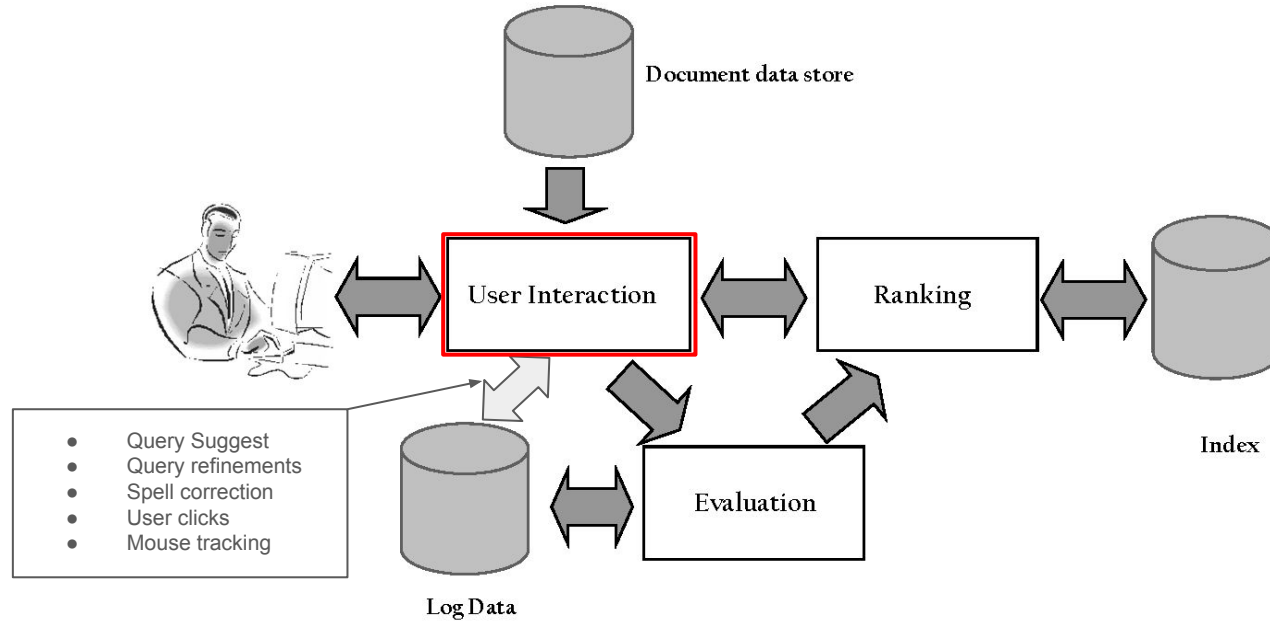 Document data store
User Interaction
Ranking
● Query Suggest
● Query refinements
● Spell correction
● User clicks
● Mouse tracking
Evaluation
Index
Log Data